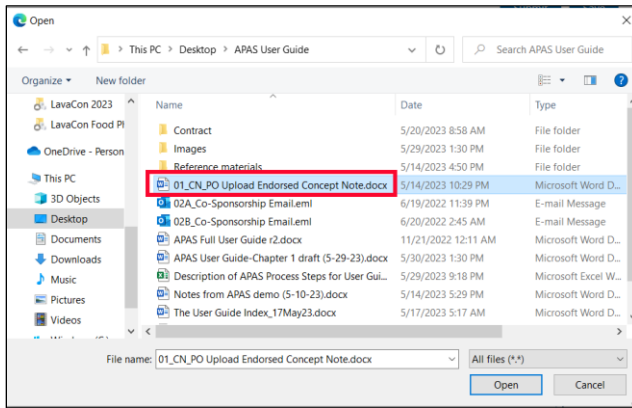 Open
This PC > Desktop > APAS User Guide
Search APAS User Guide
Organize
New folder
Name
Date
Type
LavaCon 2023
LavaCon Food Pl
OneDrive - Person
This PC
3D Objects
Desktop
Documents
Downloads
Music
Pictures
Videos
Contract 5/20/2023 8:58 AM File folder
Images 5/29/2023 1:30 PM File folder
Reference materials 5/14/2023 4:50 PM File folder
01_CN_PO Upload Endorsed Concept Note.docx 5/14/2023 10:29 PM Microsoft Word D...
02A_Co-Sponsorship Email.eml 6/19/2022 11:39 PM E-mail Message
02B_Co-Sponsorship Email.eml 6/20/2022 2:45 AM E-mail Message
APAS Full User Guide r2.docx 11/21/2022 12:11 AM Microsoft Word D...
APAS User Guide-Chapter 1 draft (5-29-23).docx 5/30/2023 1:30 PM Microsoft Word D...
Description of APAS Process Steps for User Gui... 5/29/2023 9:18 PM Microsoft Excel W...
Notes from APAS demo (5-10-23).docx 5/14/2023 5:29 PM Microsoft Word D...
The User Guide Index_17May23.docx 5/17/2023 5:17 AM Microsoft Word D...
File name: 01_CN_PO Upload Endorsed Concept Note.docx
All files (*.*)
Open
Cancel